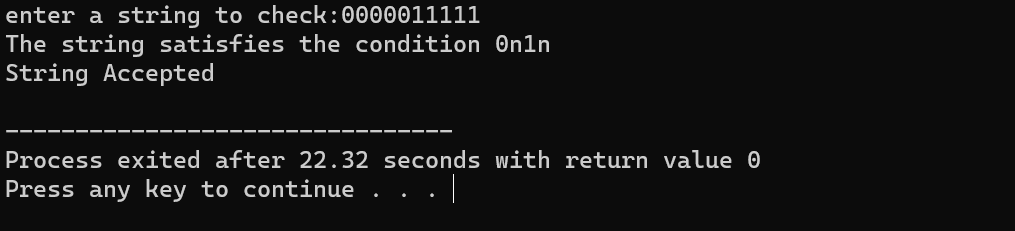 enter a string to check:0000011111
The string satisfies the condition 0n1n
String Accepted
--------------------------------
Process exited after 22.32 seconds with return value 0
Press any key to continue . . .